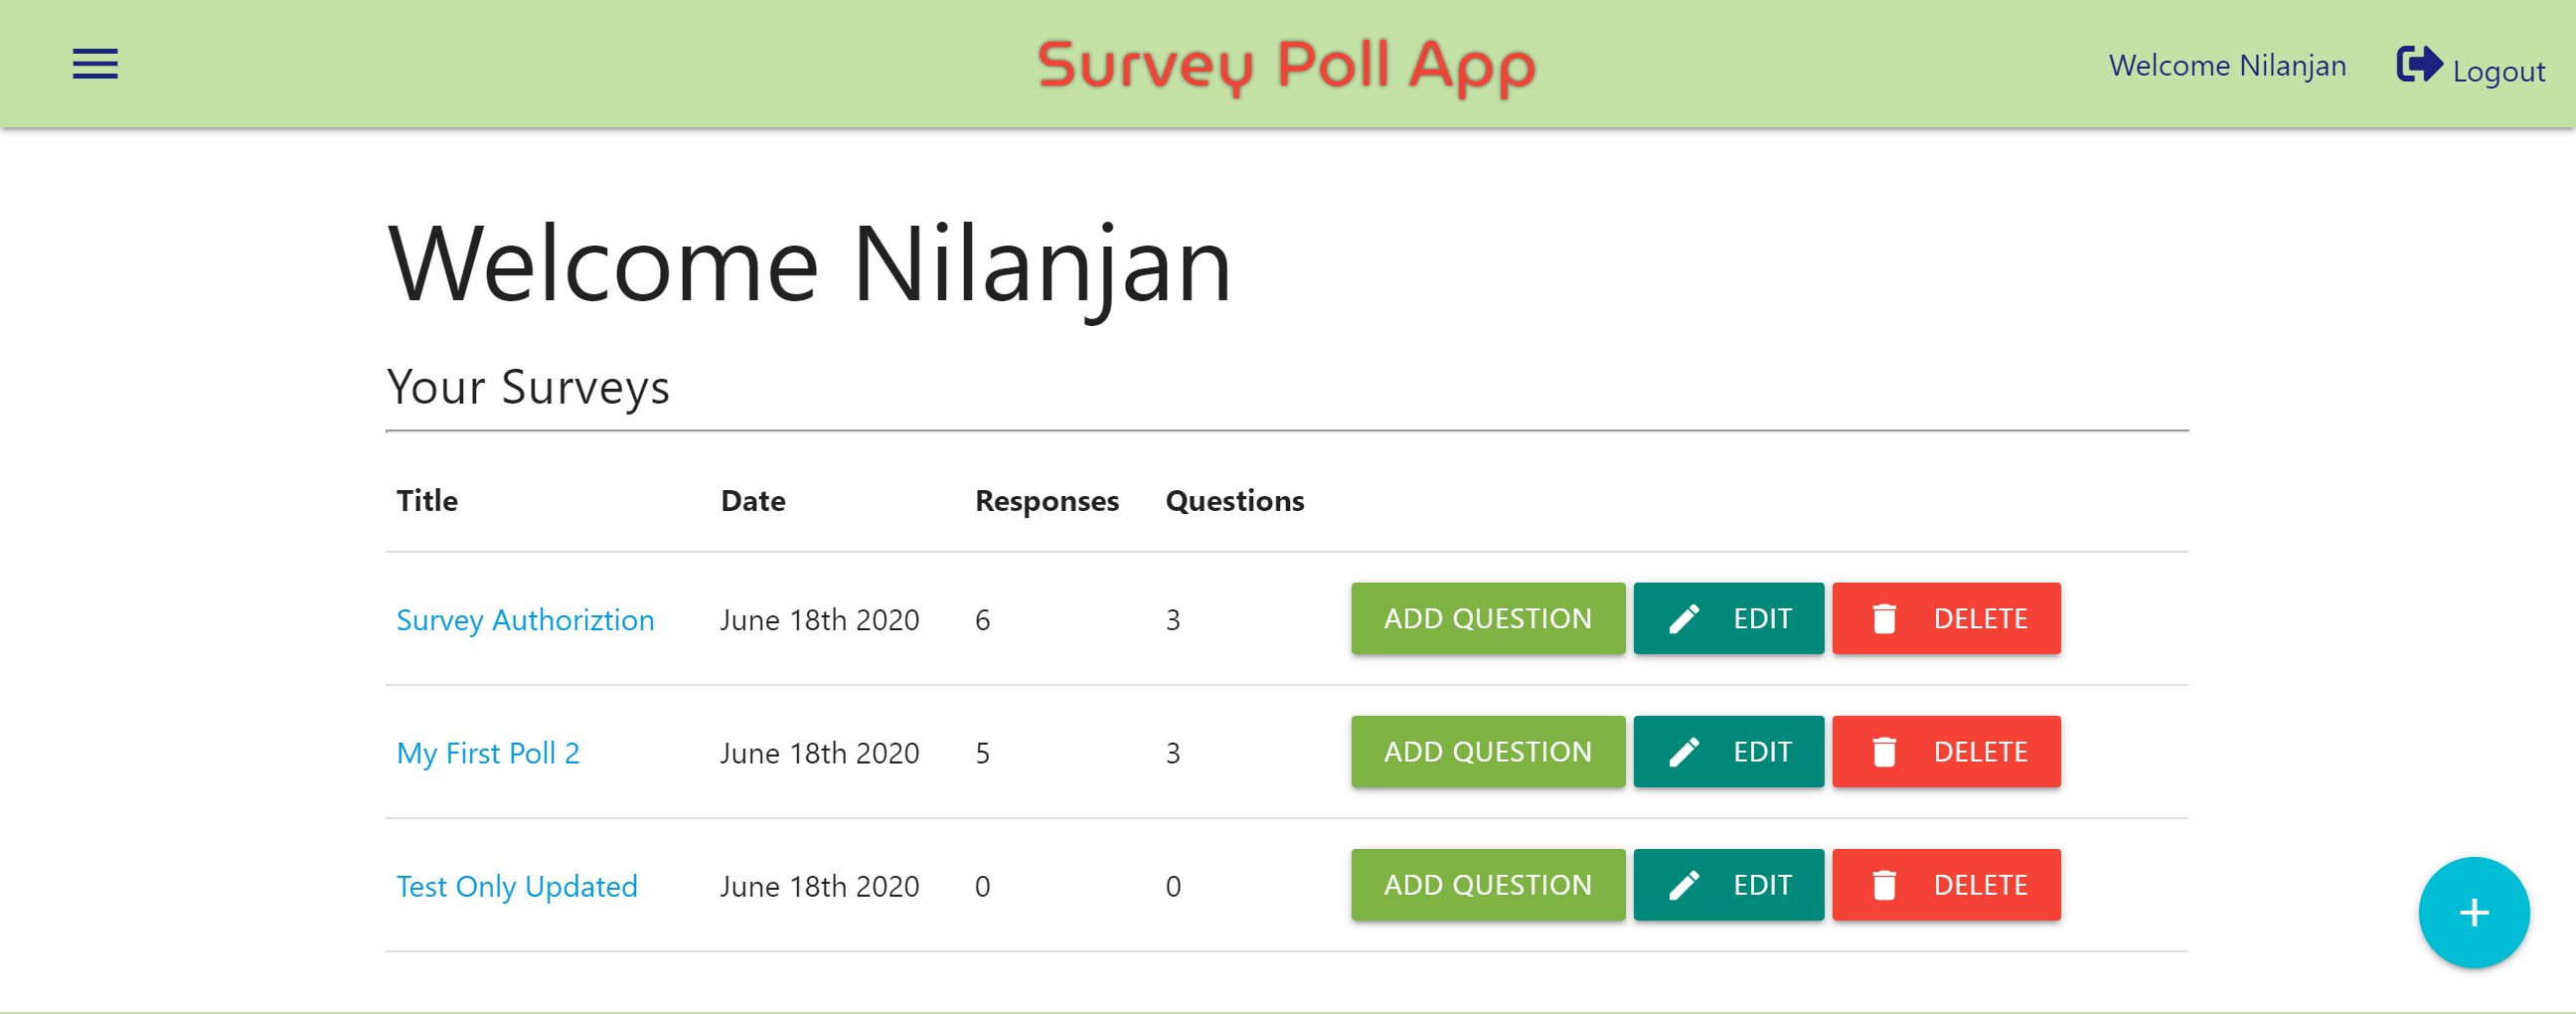 Survey Poll App
Welcome Nilanjan
Logout
Welcome Nilanjan
Your Surveys
Title Date Responses Questions
Survey Authoriztion June 18th 2020 6 3 ADD QUESTION EDIT DELETE
My First Poll 2 June 18th 2020 5 3 ADD QUESTION EDIT DELETE
Test Only Updated June 18th 2020 0 0 ADD QUESTION EDIT DELETE
+